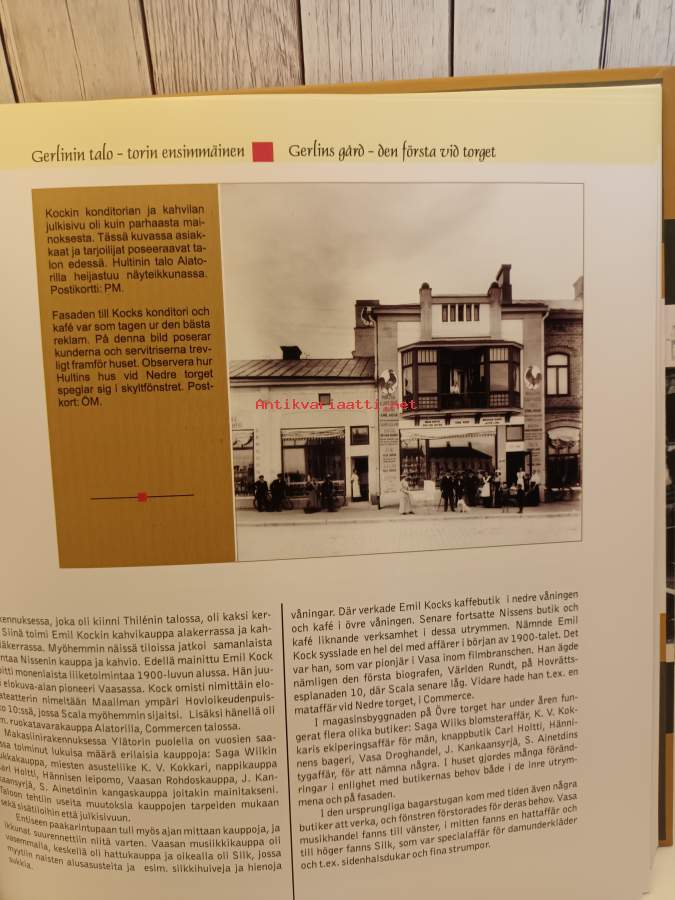 Gerlinin talo - torin ensimmäinen
Gerlins gård - den första vid torget
Kockin konditorian ja kahvilan
julkisivu oli kuin parhaasta mai-
noksesta. Tässä kuvassa asiak-
kaat ja tarjoilijat poseeraavat ta-
lon edessä. Hultinin talo Alato-
rilla heijastuu näyteikkunassa.
Postikortti: PM.
Fasaden till Kocks konditori och
kafé var som tagen ur den bästa
reklam. På denna bild poserar
kunderna och servitriserna trev-
ligt framför huset. Observera hur
Hultins hus vid Nedre torget
speglar sig i skyltfönstret. Post-
kort: ÖM.
Antikvariaatti.net
kennuksessa, joka oli kiinni Thilénin talossa, oli kaksi ker-
Siinä toimi Emil Kockin kahvikauppa alakerrassa ja kah-
läkerrassa. Myöhemmin näissä tiloissa jatkoi samanlaista
ntaa Nissenin kauppa ja kahvio. Edellä mainittu Emil Kock
oitti monenlaista liiketoimintaa 1900-luvun alussa. Hän juu-
elokuva-alan pioneeri Vaasassa. Kock omisti nimittäin elo-
ateatterin nimeltään Maailman ympäri Hovioikeudenpuis-
o 10:ssä, jossa Scala myöhemmin sijaitsi. Lisäksi hänellä oli
m. ruokatavarakauppa Alatorilla, Commercen talossa.
Makasiinirakennuksessa Ylätorin puolella on vuosien saa-
ssa toiminut lukuisa määrä erilaisia kauppoja: Saga Wilkin
ukkakauppa, miesten asusteliike K. V. Kokkari, nappikauppa
Carl Holtti, Hännisen leipomo, Vaasan Rohdoskauppa, J. Kan-
aansyrjä, S. Ainetdinin kangaskauppa joitakin mainitakseni.
Taloon tehtiin useita muutoksia kauppojen tarpeiden mukaan
sekä sisätiloihin että julkisivuun.
Entiseen paakarintupaan tuli myös ajan mittaan kauppoja, ja
ikkunat suurennettiin niitä varten. Vaasan musiikkikauppa oli
vasemmalla, keskellä oli hattukauppa ja oikealla oli Silk, jossa
myytiin naisten alusasusteita ja esim. silkkihuiveja ja hienoja
sukkia.
våningar. Där verkade Emil Kocks kaffebutik i nedre våningen
och kafé i övre våningen. Senare fortsatte Nissens butik och
kafé liknande verksamhet i dessa utrymmen. Nämnde Emil
Kock sysslade en hel del med affärer i början av 1900-talet. Det
var han, som var pionjär i Vasa inom filmbranschen. Han ägde
nämligen den första biografen, Världen Runt, på Hovrätts-
esplanaden 10, där Scala senare låg. Vidare hade han t.ex. en
mataffär vid Nedre torget, i Commerce.
I magasinsbyggnaden på Övre torget har under åren fun-
gerat flera olika butiker: Saga Wilks blomsteraffär, K. V. Kok-
karis ekiperingsaffär för män, knappbutik Carl Holtti, Hänni-
nens bageri, Vasa Droghandel, J. Kankaansyrjä, S. Ainetdins
tygaffär, för att nämna några. I huset gjordes många föränd-
ringar i enlighet med butikernas behov både i de inre utrym-
mena och på fasaden.
I den ursprungliga bagarstugan kom med tiden även några
butiker att verka, och fönstren förstorades för deras behov. Vasa
musikhandel fanns till vänster, i mitten fanns en hattaffär och
till höger fanns Silk, som var specialaffär för damunderkläder
och t.ex. sidenhalsdukar och fina strumpor.